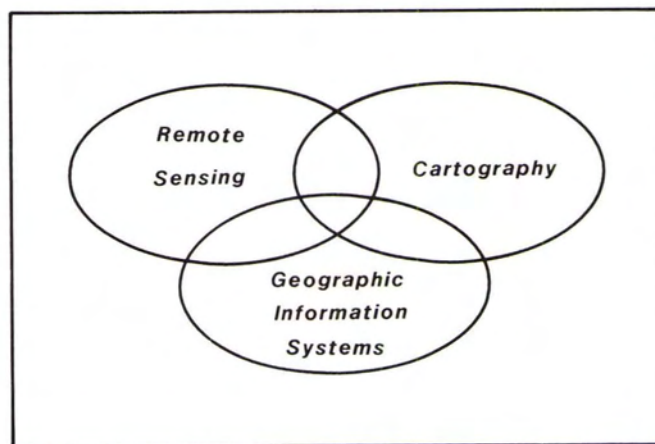 Remote
Sensing
Cartography
Geographic
Information
Systems